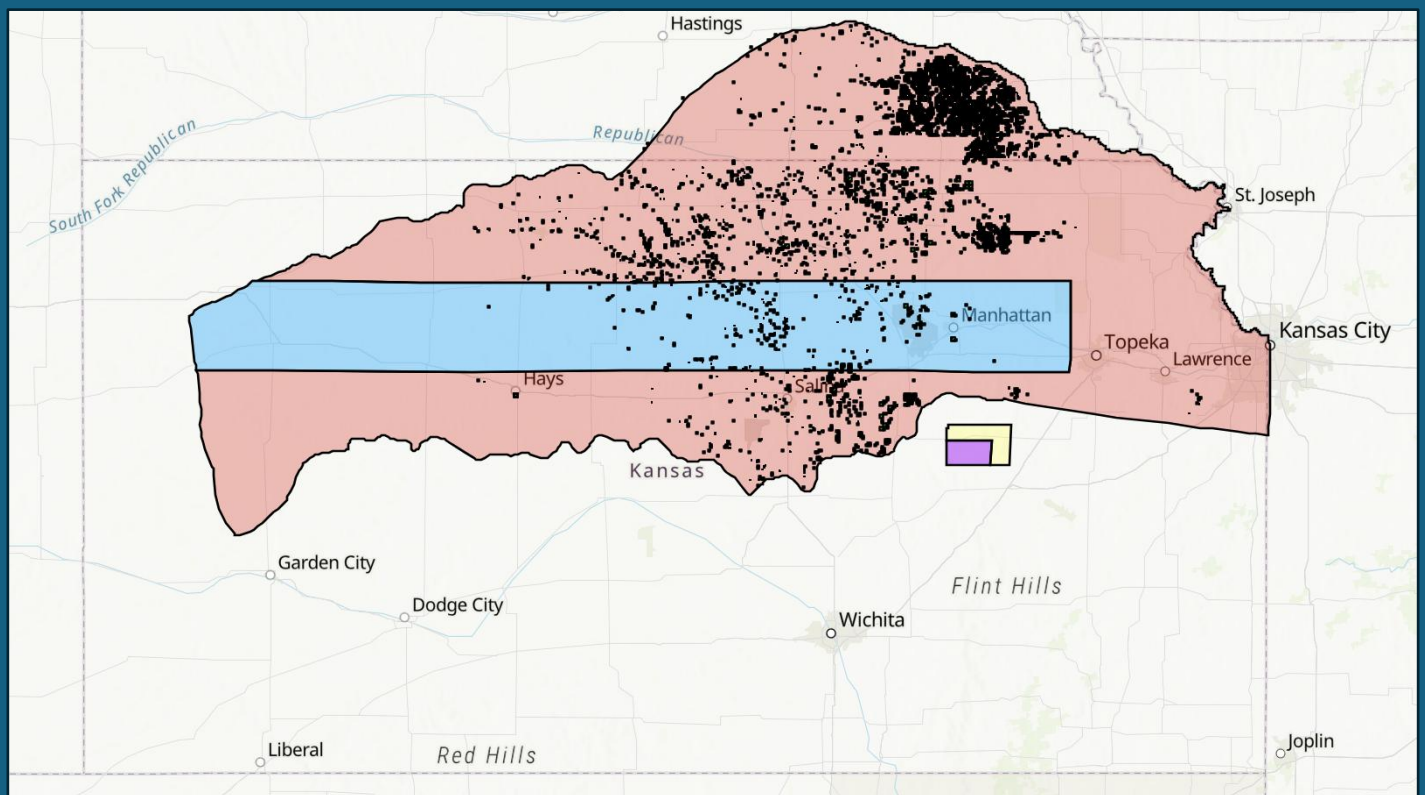 Hastings
Republican
South Fork Republican
St. Joseph
Manhattan
Kansas City
Topeka
Lawrence
Hays
Salina
Kansas
Garden City
Flint Hills
Dodge City
Wichita
Liberal
Red Hills
Joplin